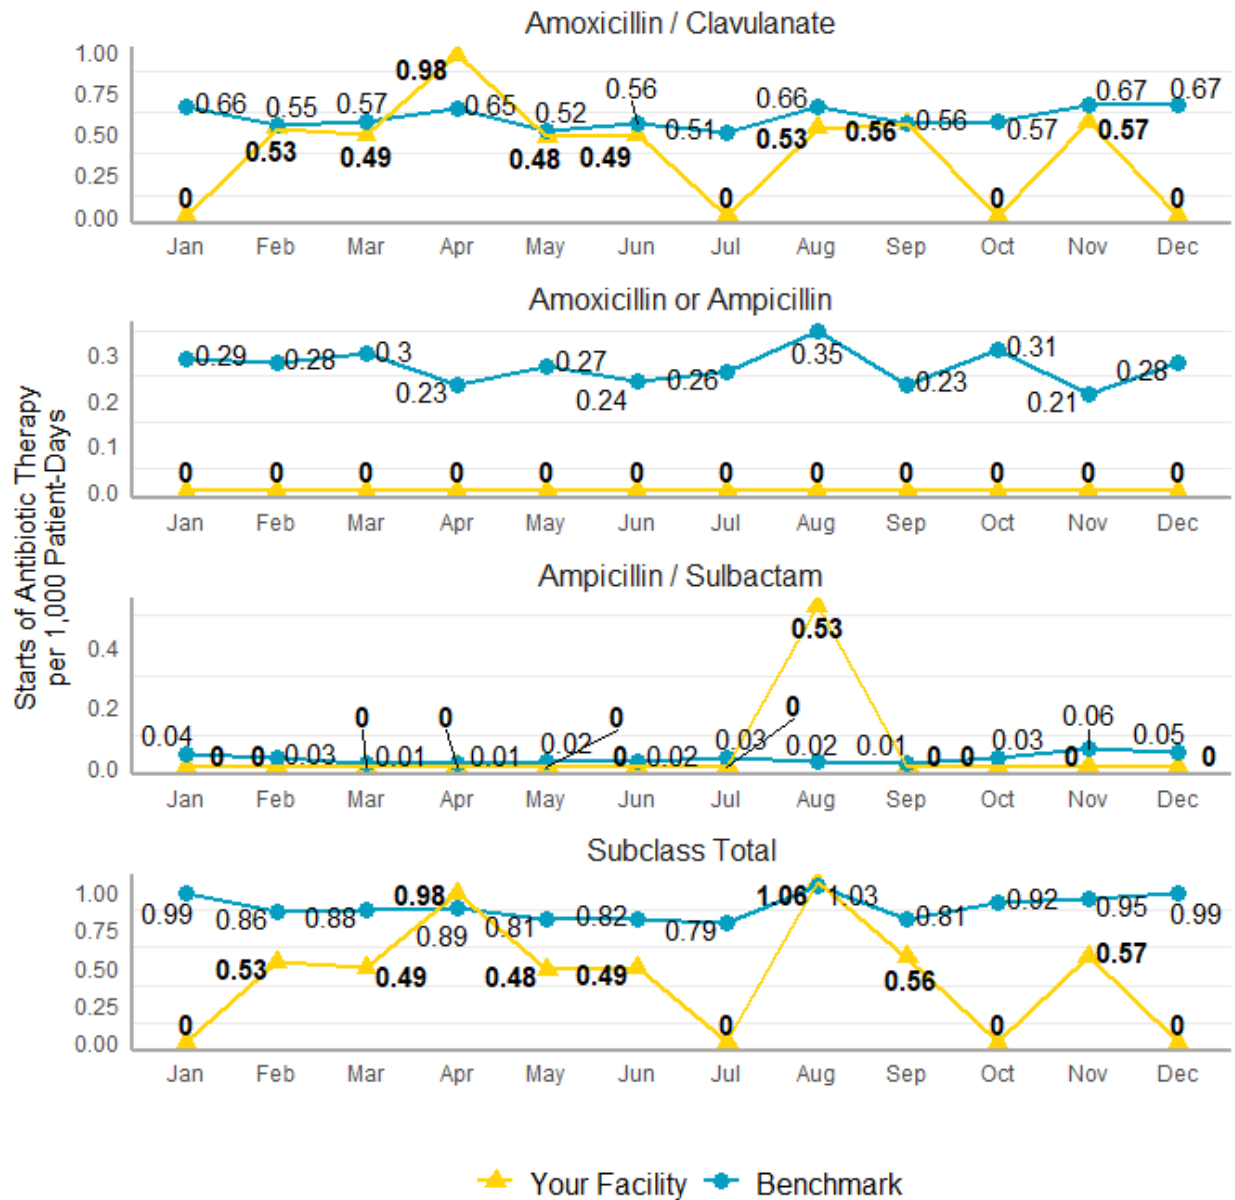 Amoxicillin / Clavulanate
1.00
0.75
0.50
0.25
0.00
0.66 0.55 0.57 0.65 0.52 0.56 0.51 0.66 0.56 0.57 0.67 0.67
0 0.53 0.49 0.98 0.48 0.49 0 0.53 0.56 0 0.57 0
Jan Feb Mar Apr May Jun Jul Aug Sep Oct Nov Dec
Amoxicillin or Ampicillin
0.3
0.2
0.1
0.0
0.29 0.28 0.3 0.23 0.27 0.24 0.26 0.35 0.23 0.31 0.21 0.28
0 0 0 0 0 0 0 0 0 0 0 0
Jan Feb Mar Apr May Jun Jul Aug Sep Oct Nov Dec
Starts of Antibiotic Therapy
per 1,000 Patient-Days
Ampicillin / Sulbactam
0.4
0.2
0.0
0.04 0.03 0.01 0.01 0.02 0.02 0.03 0.02 0.01 0.03 0.06 0.05
0 0 0 0 0 0 0 0.53 0 0 0 0
Jan Feb Mar Apr May Jun Jul Aug Sep Oct Nov Dec
Subclass Total
1.00
0.75
0.50
0.25
0.00
0.99 0.86 0.88 0.89 0.81 0.82 0.79 1.03 0.81 0.92 0.95 0.99
0 0.53 0.49 0.98 0.48 0.49 0 1.06 0.56 0 0.57 0
Jan Feb Mar Apr May Jun Jul Aug Sep Oct Nov Dec
Your Facility Benchmark